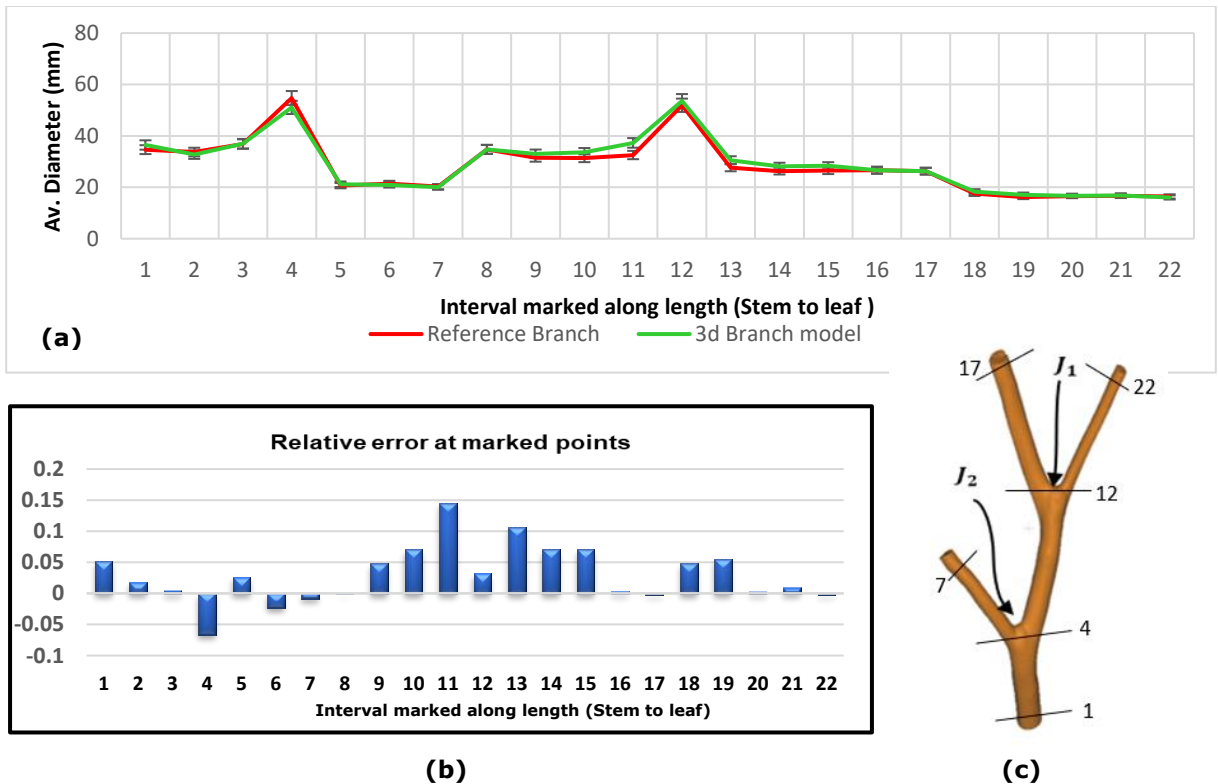 80
60
40
20
0
Av. Diameter (mm)
1 2 3 4 5 6 7 8 9 10 11 12 13 14 15 16 17 18 19 20 21 22
Interval marked along length (Stem to leaf )
(a)
Reference Branch 3d Branch model
Relative error at marked points
0.2
0.15
0.1
0.05
0
-0.05
-0.1
1 2 3 4 5 6 7 8 9 10 11 12 13 14 15 16 17 18 19 20 21 22
Interval marked along length (Stem to leaf)
(b)
17
J1
22
J2
12
7
4
1
(c)